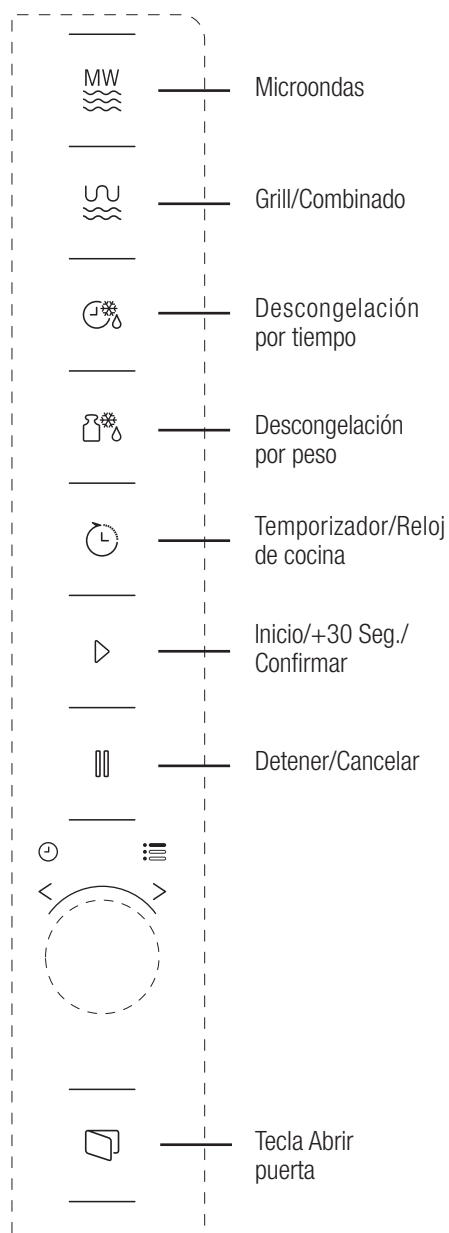 MW
Microondas
Grill/Combinado
Descongelación
por tiempo
Descongelación
por peso
Temporizador/Reloj
de cocina
Inicio/+30 Seg./
Confirmar
Detener/Cancelar
Tecla Abrir
puerta